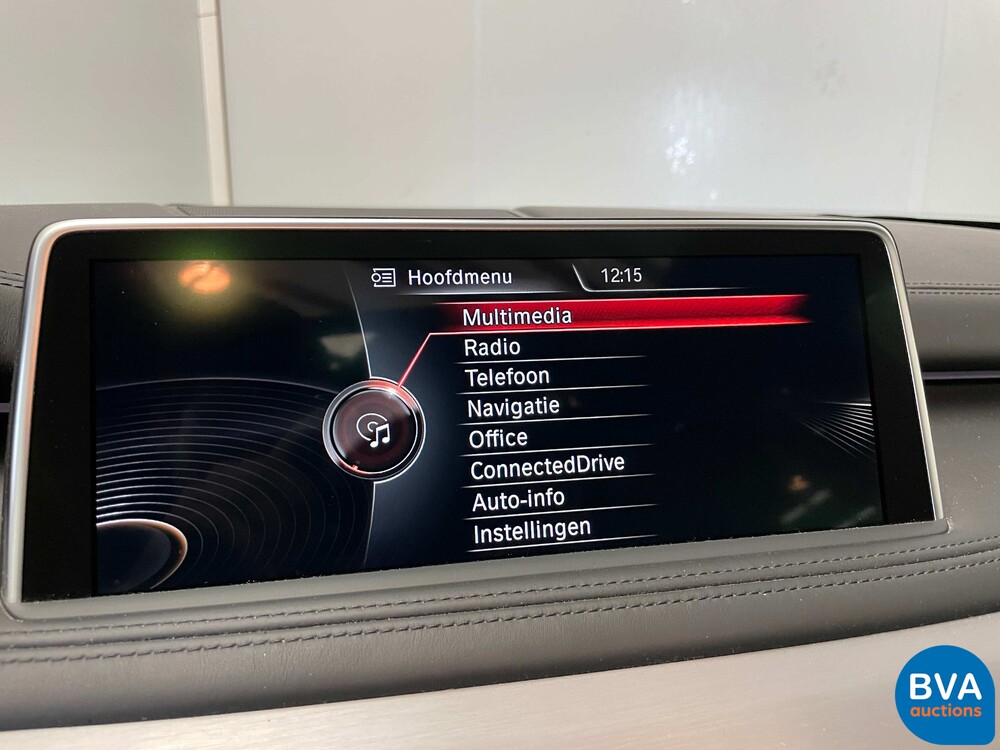 Hoofdmenu 12:15
Multimedia
Radio
Telefoon
Navigatie
Office
ConnectedDrive
Auto-info
Instellingen
BVA
auctions